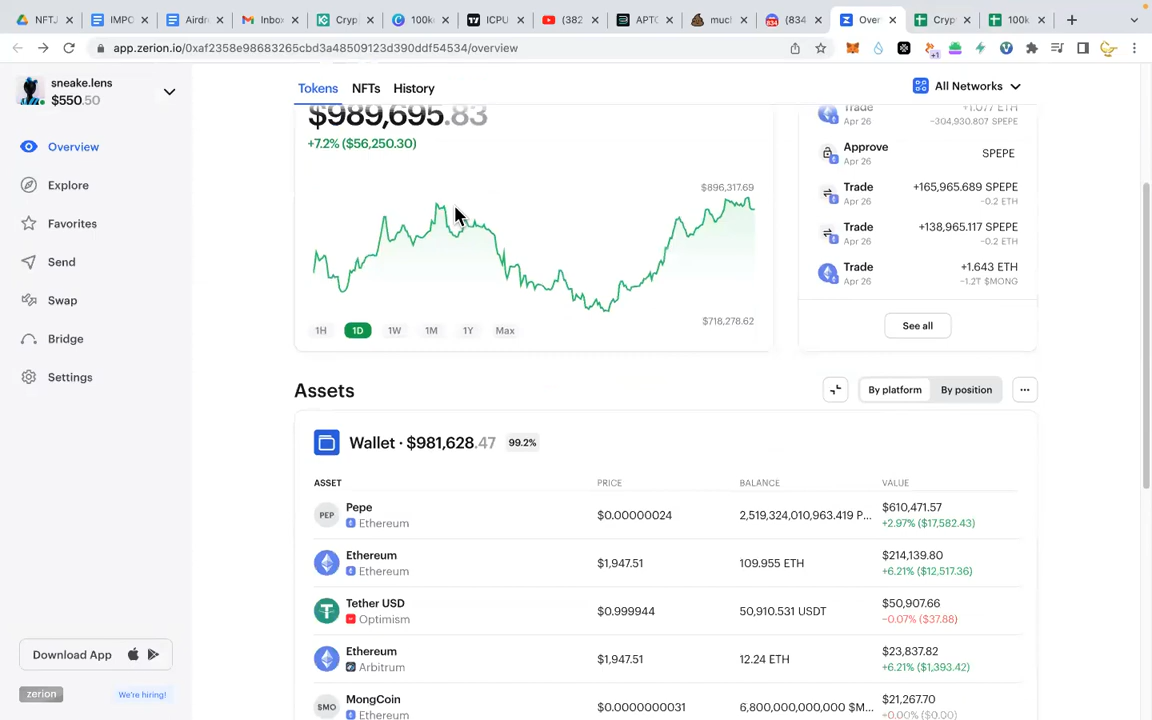 NFTJ
IMPO
Airdr
Inbox
Cryp
100k
ICPU
(382
APTO
much
(834
Over
Cryp
100k
app.zerion.io/0xaf2358e98683265cbd3a48509123d390ddf54534/overview
sneake.lens
$550.50
Overview
Explore
Favorites
Send
Swap
Bridge
Settings
Download App
zerion
We're hiring!
Tokens
NFTs
History
All Networks
$989,695.83
+7.2% ($56,250.30)
$896,317.69
$718,278.62
1H
1D
1W
1M
1Y
Max
Trade
+1.077 ETH
Apr 26
−304,930.807 SPEPE
Approve
SPEPE
Apr 26
Trade
+165,965.689 SPEPE
Apr 26
−0.2 ETH
Trade
+138,965.117 SPEPE
Apr 26
−0.2 ETH
Trade
+1.643 ETH
Apr 26
−1.2T $MONG
See all
Assets
By platform
By position
Wallet · $981,628.47
99.2%
ASSET
PRICE
BALANCE
VALUE
PEP
Pepe
Ethereum
$0.00000024
2,519,324,010,963.419 P...
$610,471.57
+2.97% ($17,582.43)
Ethereum
Ethereum
$1,947.51
109.955 ETH
$214,139.80
+6.21% ($12,517.36)
Tether USD
Optimism
$0.999944
50,910.531 USDT
$50,907.66
−0.07% ($37.88)
Ethereum
Arbitrum
$1,947.51
12.24 ETH
$23,837.82
+6.21% ($1,393.42)
$MO
MongCoin
Ethereum
$0.0000000031
6,800,000,000,000 $M...
$21,267.70
+0.00% ($0.00)